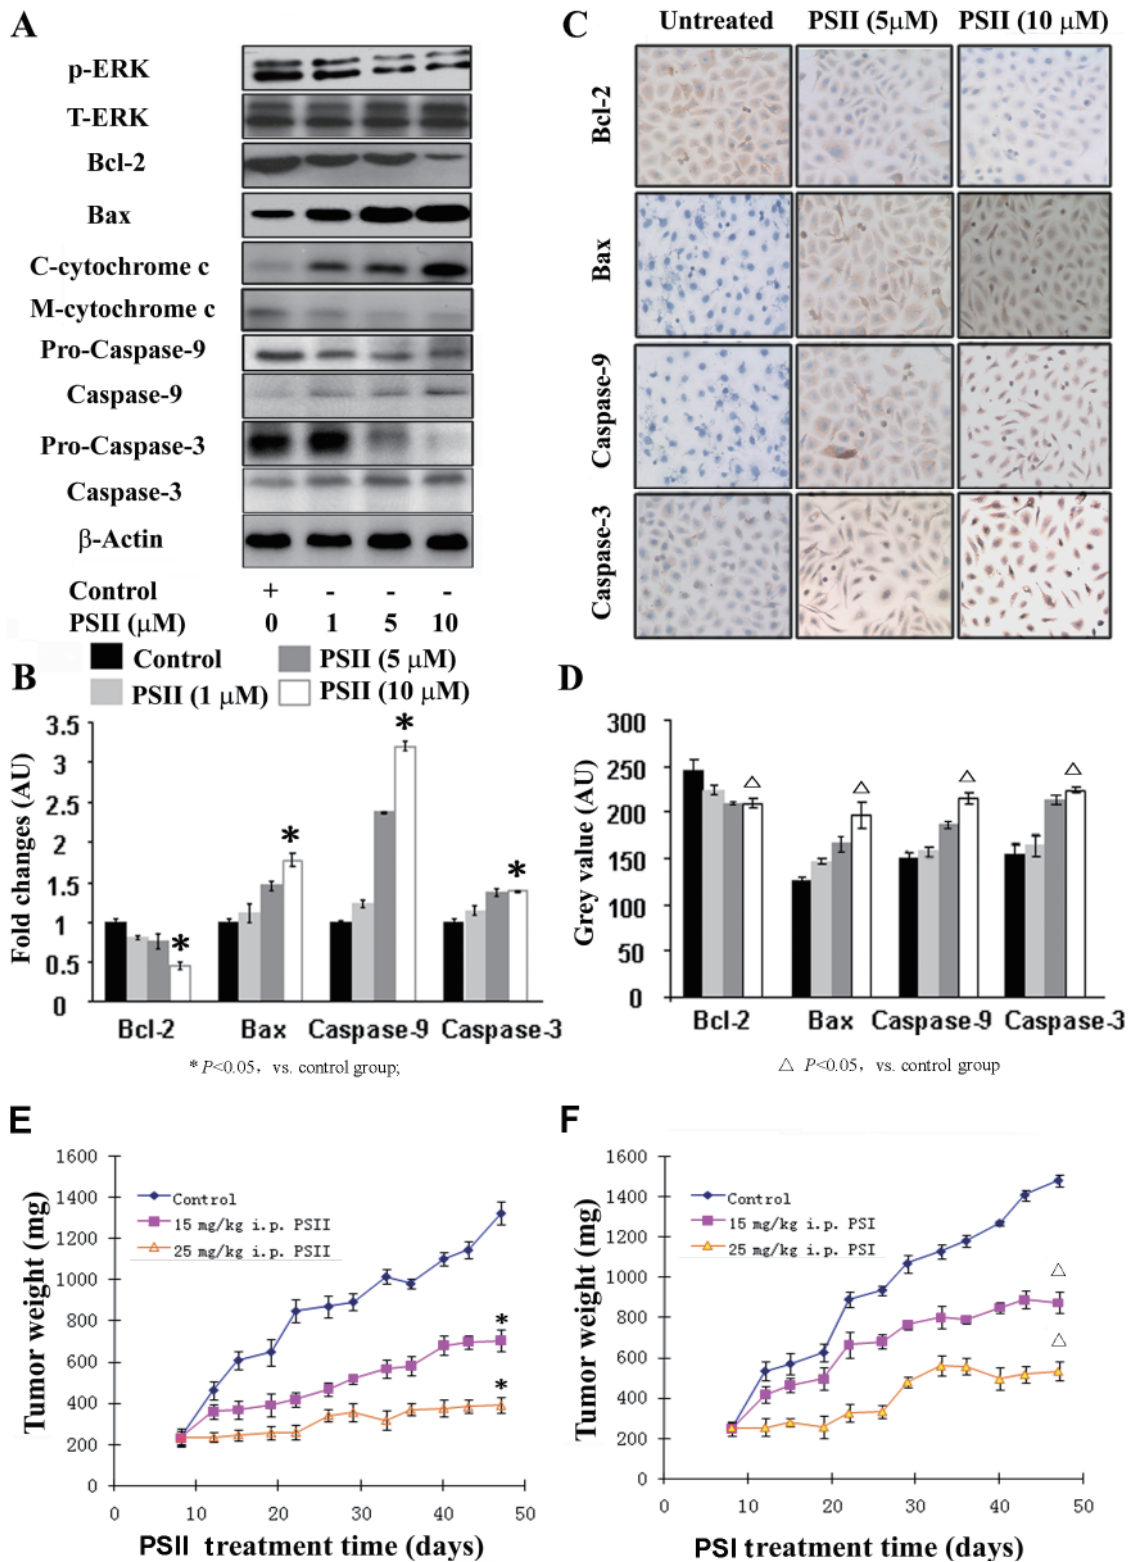 A
p-ERK
T-ERK
Bcl-2
Bax
C-cytochrome c
M-cytochrome c
Pro-Caspase-9
Caspase-9
Pro-Caspase-3
Caspase-3
β-Actin
Control + - - -
PSII (μM) 0 1 5 10
C
Untreated PSII (5μM) PSII (10 μM)
Bcl-2
Bax
Caspase-9
Caspase-3
B
Control
PSII (1 μM)
PSII (5 μM)
PSII (10 μM)
Fold changes (AU)
3.5
3
2.5
2
1.5
1
0.5
0
*
*
*
*
Bcl-2 Bax Caspase-9 Caspase-3
* P<0.05, vs. control group;
D
Grey value (AU)
300
250
200
150
100
50
0
△ △ △ △
Bcl-2 Bax Caspase-9 Caspase-3
△ P<0.05, vs. control group
E
Tumor weight (mg)
1600
1400
1200
1000
800
600
400
200
0
Control
15 mg/kg i.p. PSII
25 mg/kg i.p. PSII
*
*
0 10 20 30 40 50
PSII treatment time (days)
F
Tumor weight (mg)
1600
1400
1200
1000
800
600
400
200
0
Control
15 mg/kg i.p. PSI
25 mg/kg i.p. PSI
△
△
0 10 20 30 40 50
PSI treatment time (days)